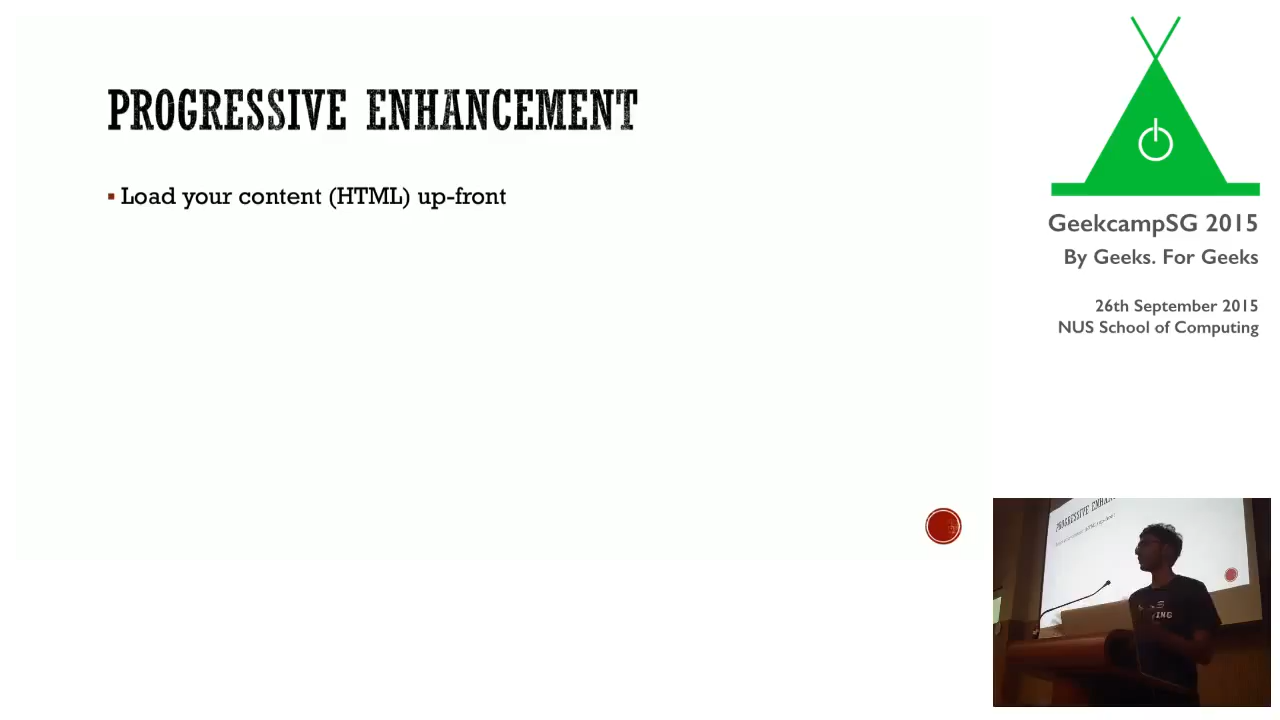 PROGRESSIVE ENHANCEMENT
▪ Load your content (HTML) up-front
GeekcampSG 2015
By Geeks. For Geeks
26th September 2015
NUS School of Computing